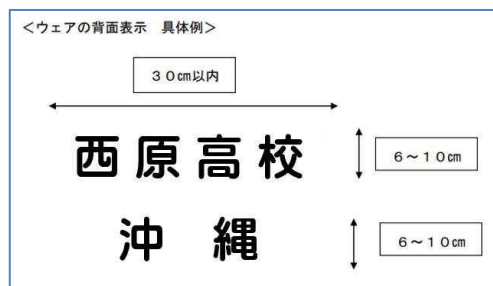 ＜ウェアの背面表示　具体例＞
３０㎝以内
西原高校
６～１０㎝
沖　縄
６～１０㎝